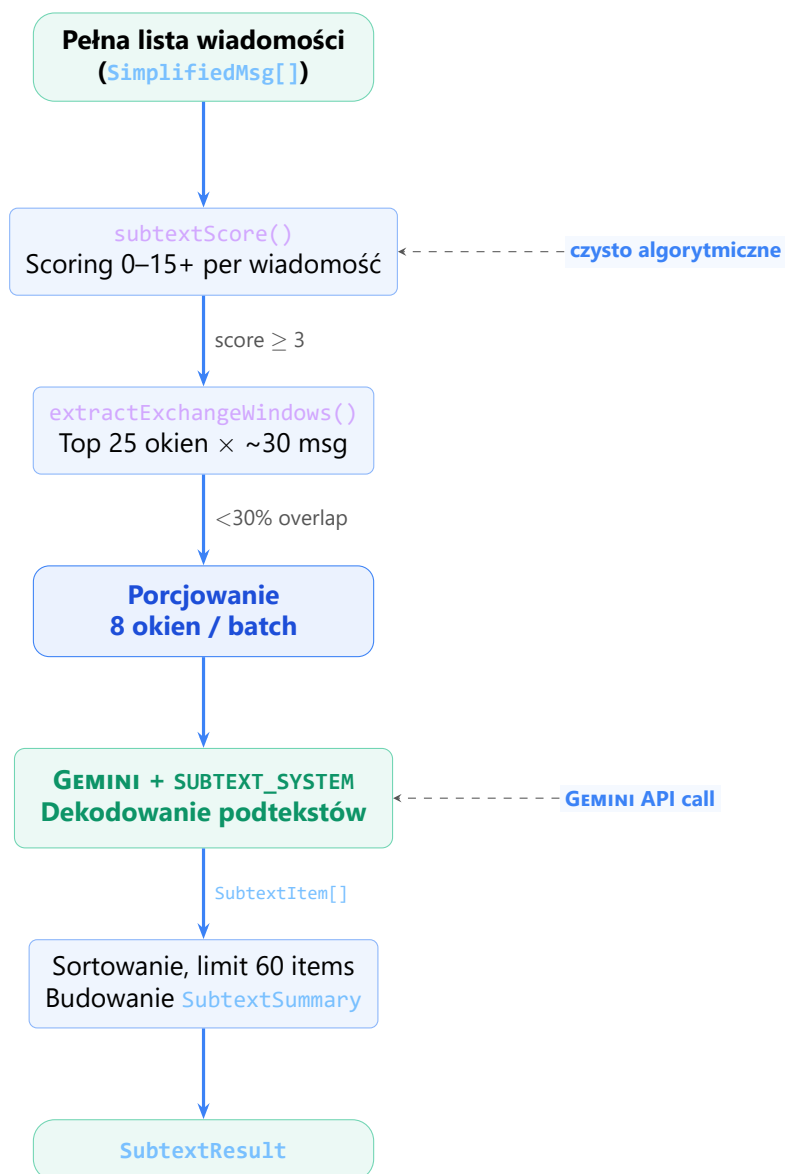 Pełna lista wiadomości
(SimplifiedMsg[])
subtextScore()
Scoring 0–15+ per wiadomość
czysto algorytmiczne
score ≥ 3
extractExchangeWindows()
Top 25 okien × ~30 msg
<30% overlap
Porcjowanie
8 okien / batch
GEMINI + SUBTEXT_SYSTEM
Dekodowanie podtekstów
GEMINI API call
SubtextItem[]
Sortowanie, limit 60 items
Budowanie SubtextSummary
SubtextResult